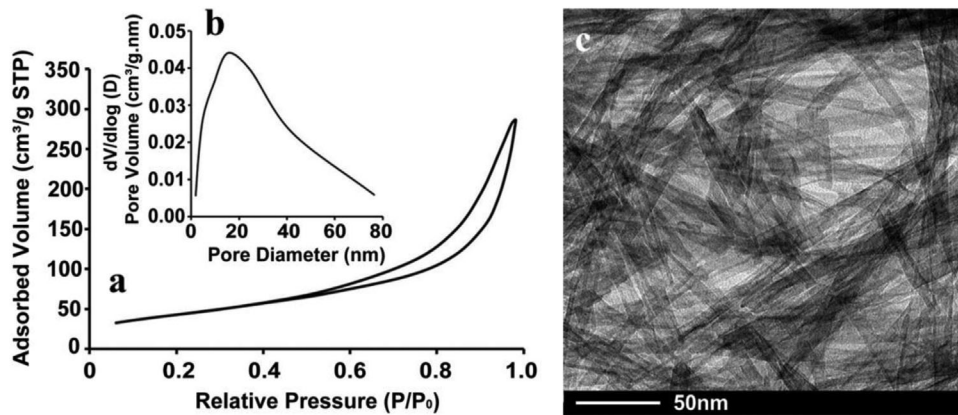 b
0.05
0.04
0.03
0.02
0.01
0.00
dV/dlog (D)
Pore Volume (cm³/g.nm)
0
20
40
60
80
Pore Diameter (nm)
350
300
250
200
150
100
50
0
Adsorbed Volume (cm³/g STP)
a
0
0.2
0.4
0.6
0.8
1.0
Relative Pressure (P/P₀)
c
50nm